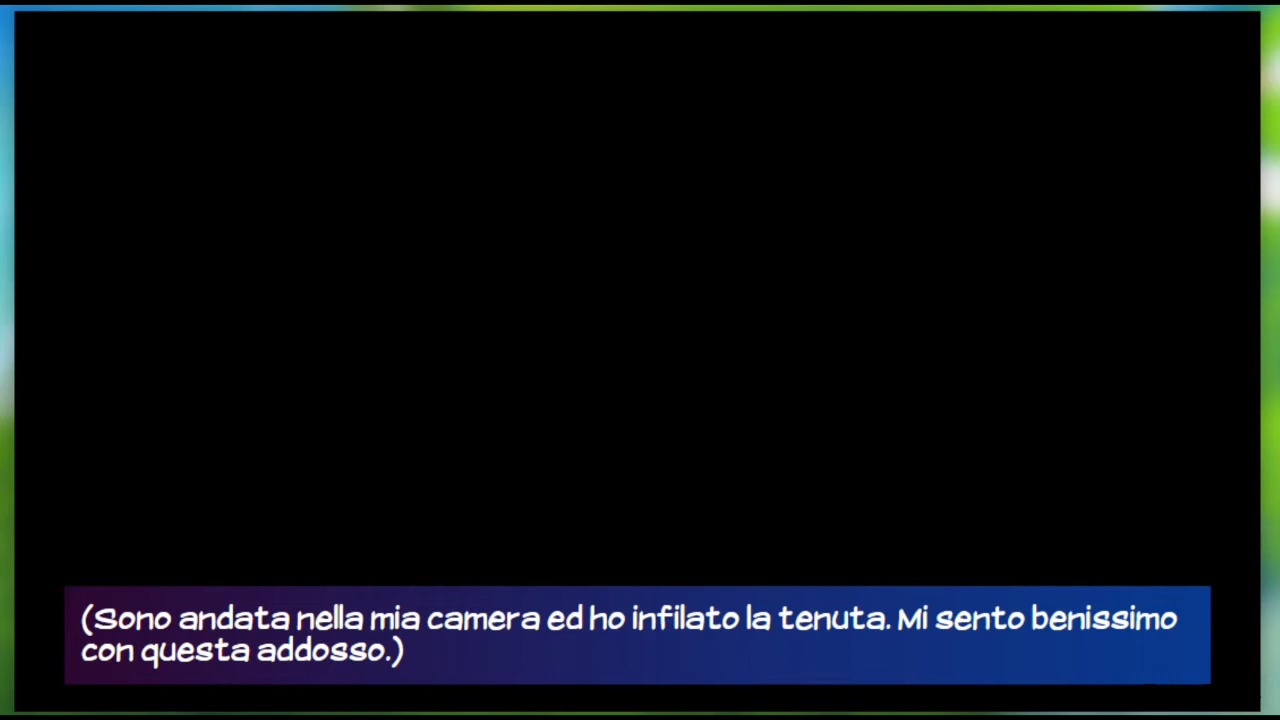 (Sono andata nella mia camera ed ho infilato la tenuta. Mi sento benissimo
con questa addosso.)